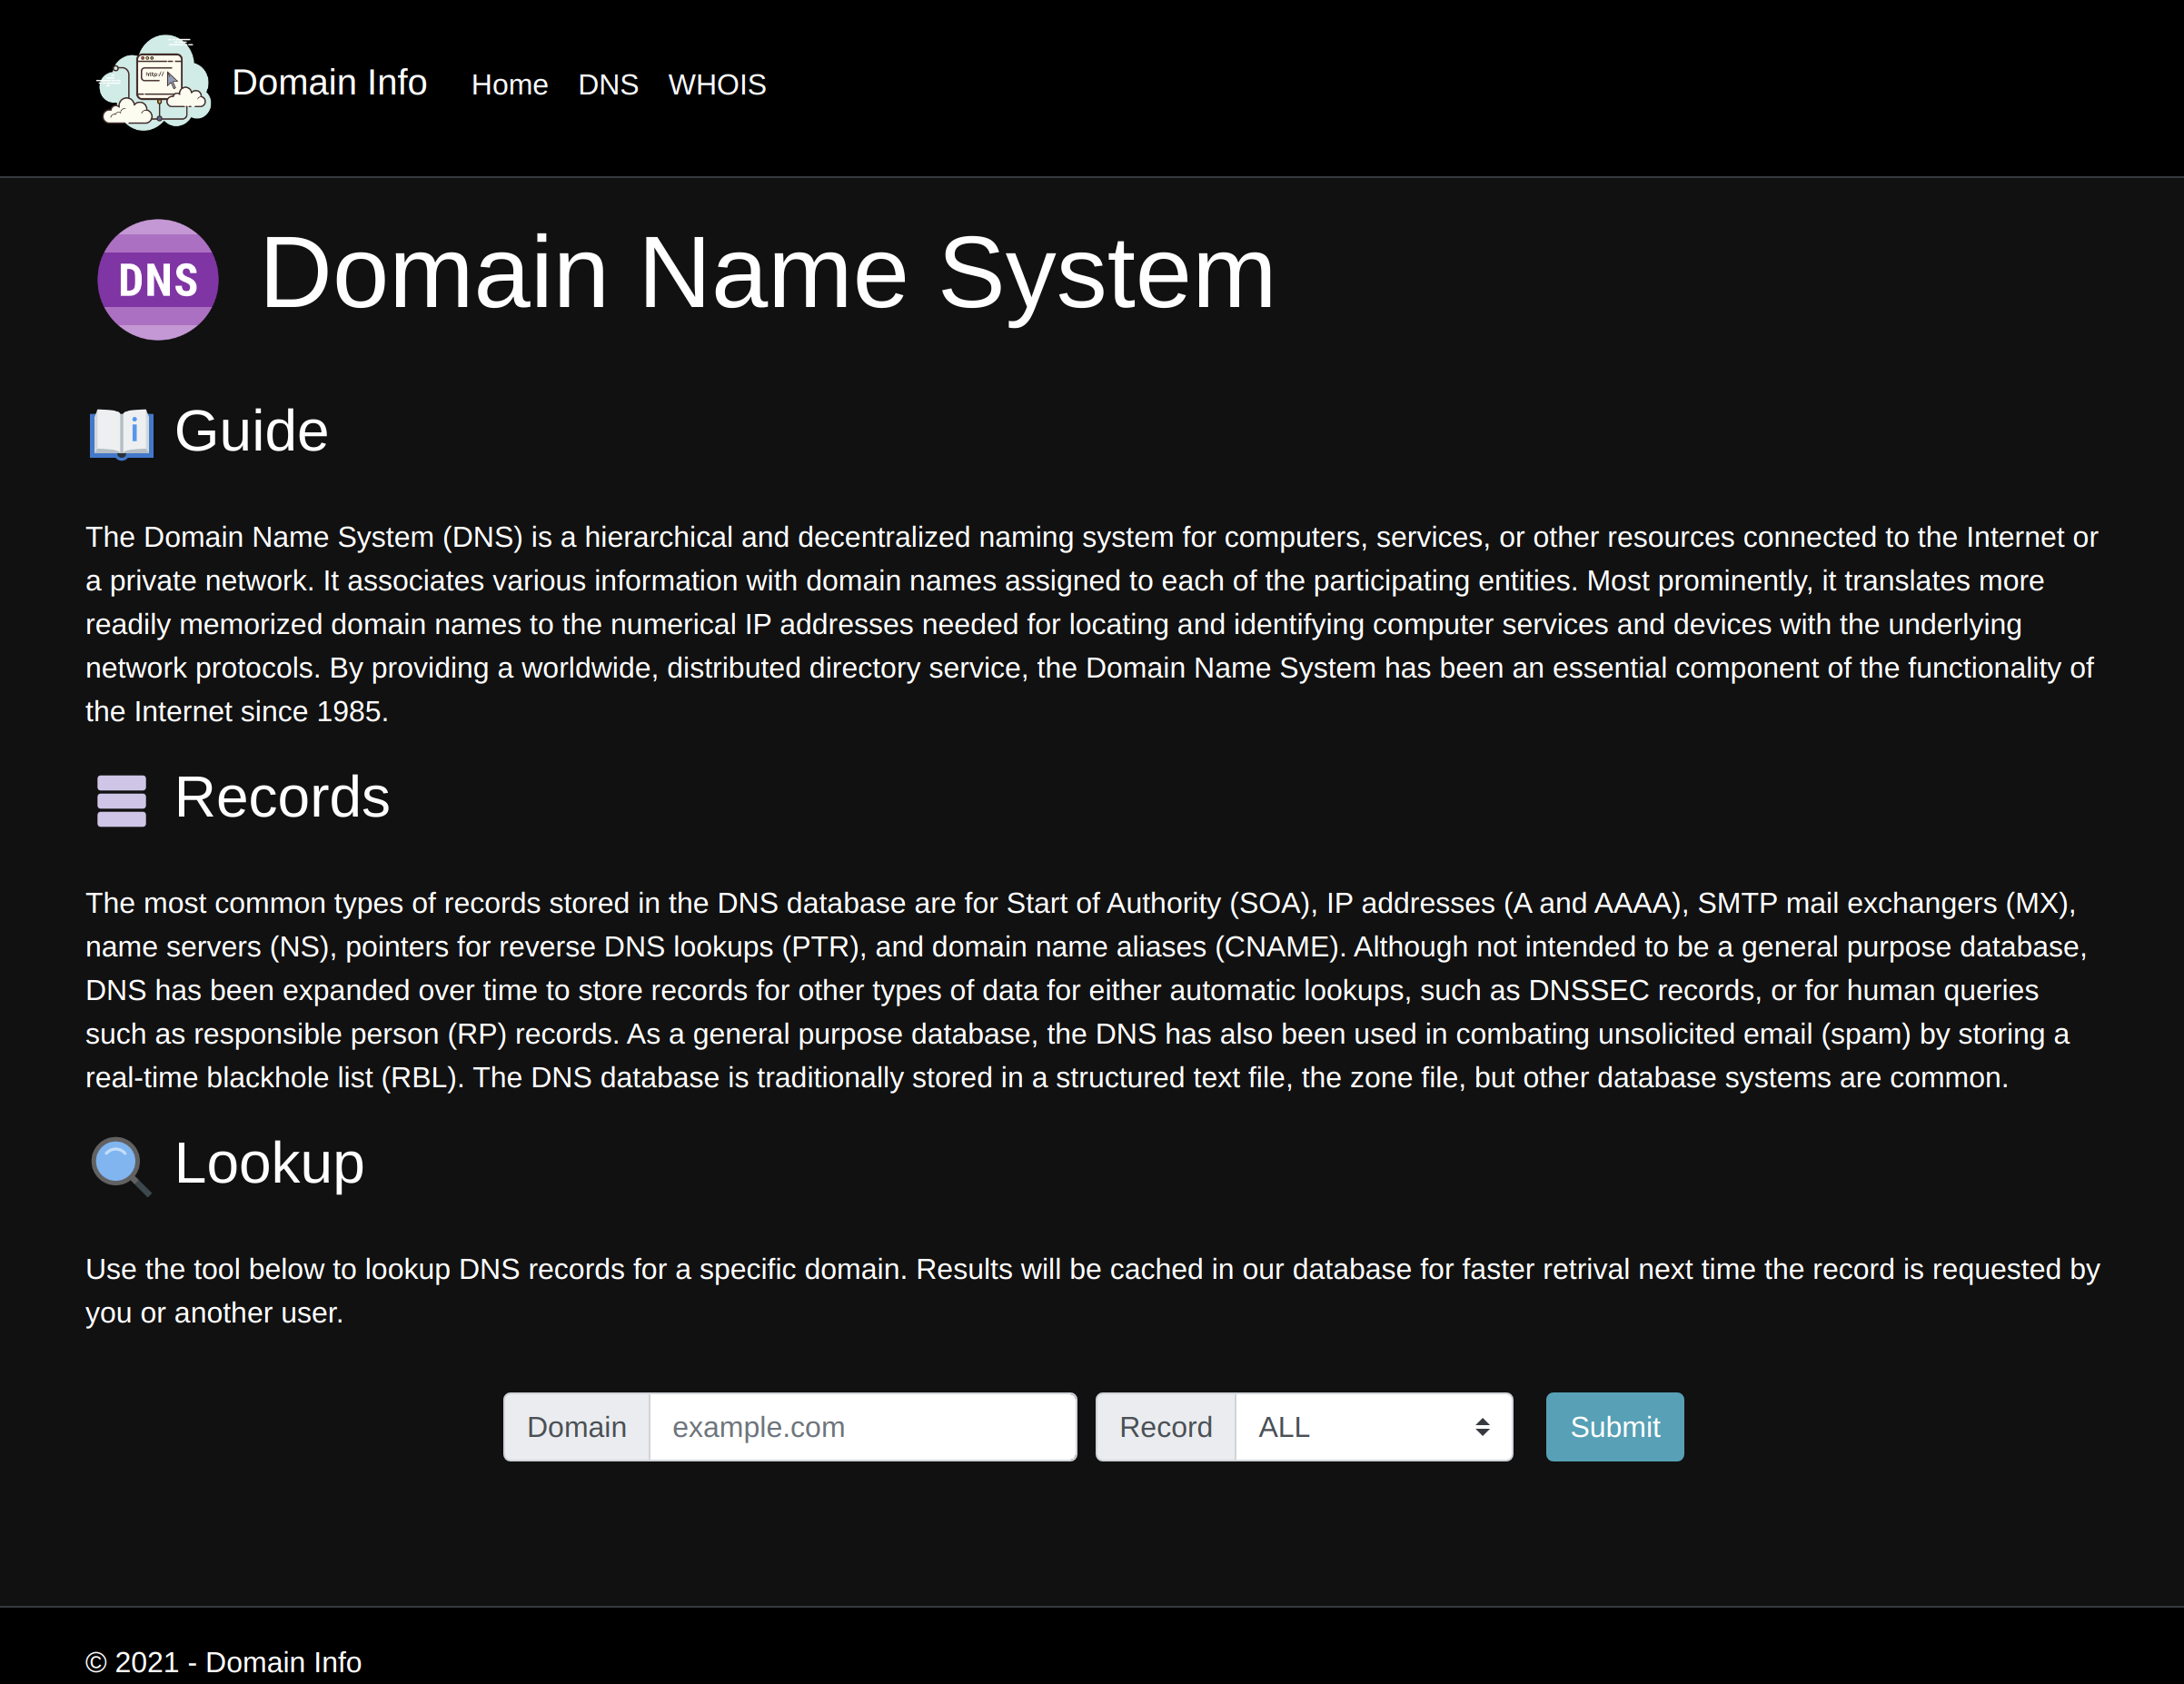 http://
Domain Info
Home
DNS
WHOIS
DNS
Domain Name System
Guide
The Domain Name System (DNS) is a hierarchical and decentralized naming system for computers, services, or other resources connected to the Internet or
a private network. It associates various information with domain names assigned to each of the participating entities. Most prominently, it translates more
readily memorized domain names to the numerical IP addresses needed for locating and identifying computer services and devices with the underlying
network protocols. By providing a worldwide, distributed directory service, the Domain Name System has been an essential component of the functionality of
the Internet since 1985.
Records
The most common types of records stored in the DNS database are for Start of Authority (SOA), IP addresses (A and AAAA), SMTP mail exchangers (MX),
name servers (NS), pointers for reverse DNS lookups (PTR), and domain name aliases (CNAME). Although not intended to be a general purpose database,
DNS has been expanded over time to store records for other types of data for either automatic lookups, such as DNSSEC records, or for human queries
such as responsible person (RP) records. As a general purpose database, the DNS has also been used in combating unsolicited email (spam) by storing a
real-time blackhole list (RBL). The DNS database is traditionally stored in a structured text file, the zone file, but other database systems are common.
Lookup
Use the tool below to lookup DNS records for a specific domain. Results will be cached in our database for faster retrival next time the record is requested by
you or another user.
Domain
example.com
Record
ALL
Submit
© 2021 - Domain Info